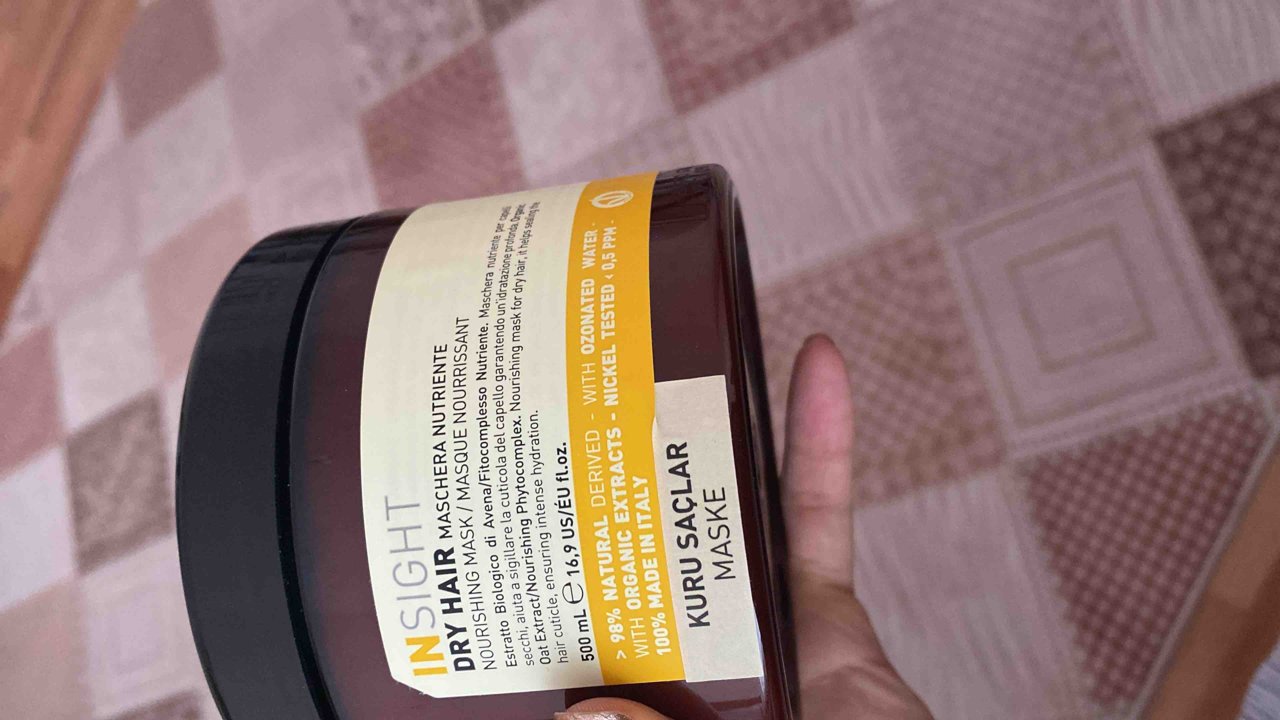 INSIGHT
DRY HAIR MASCHERA NUTRIENTE
NOURISHING MASK / MASQUE NOURRISSANT
Estratto Biologico di Avena/Fitocomplesso Nutriente. Maschera nutriente per capelli
secchi, aiuta a sigillare la cuticola del capello garantendo un'idratazione profonda. Organic
Oat Extract/Nourishing Phytocomplex. Nourishing mask for dry hair, it helps sealing the
hair cuticle, ensuring intense hydration.
500 mL ℮ 16,9 US/ÉU fl.oz.
> 98% NATURAL DERIVED - WITH OZONATED WATER -
WITH ORGANIC EXTRACTS - NICKEL TESTED < 0,5 PPM -
100% MADE IN ITALY
KURU SAÇLAR
MASKE